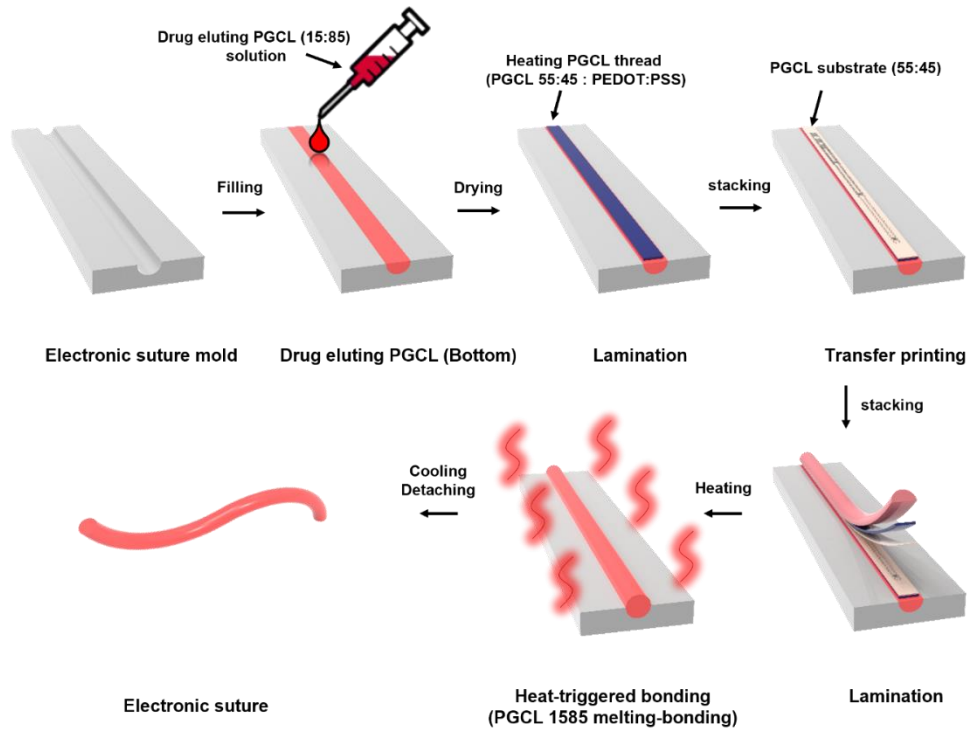 Drug eluting PGCL (15:85)
solution
Heating PGCL thread
(PGCL 55:45 : PEDOT:PSS)
PGCL substrate (55:45)
Filling
Drying
stacking
Electronic suture mold
Drug eluting PGCL (Bottom)
Lamination
Transfer printing
stacking
Heating
Cooling
Detaching
Lamination
Heat-triggered bonding
(PGCL 1585 melting-bonding)
Electronic suture